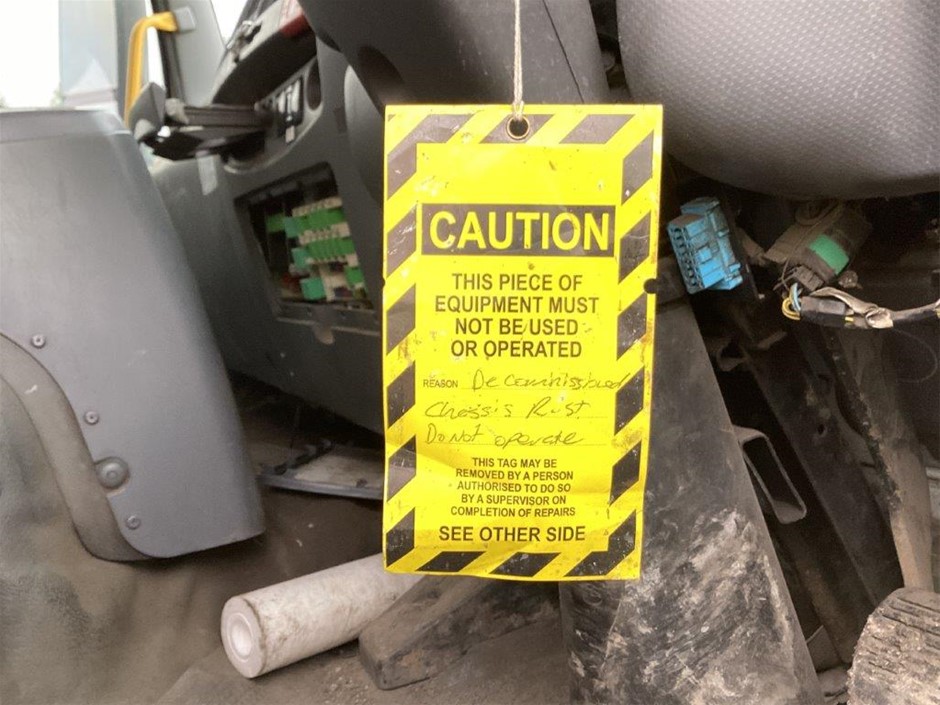 CAUTION
THIS PIECE OF
EQUIPMENT MUST
NOT BE USED
OR OPERATED
REASON Decommissioned
Chassis Rust
Do Not operate
THIS TAG MAY BE
REMOVED BY A PERSON
AUTHORISED TO DO SO
BY A SUPERVISOR ON
COMPLETION OF REPAIRS
SEE OTHER SIDE